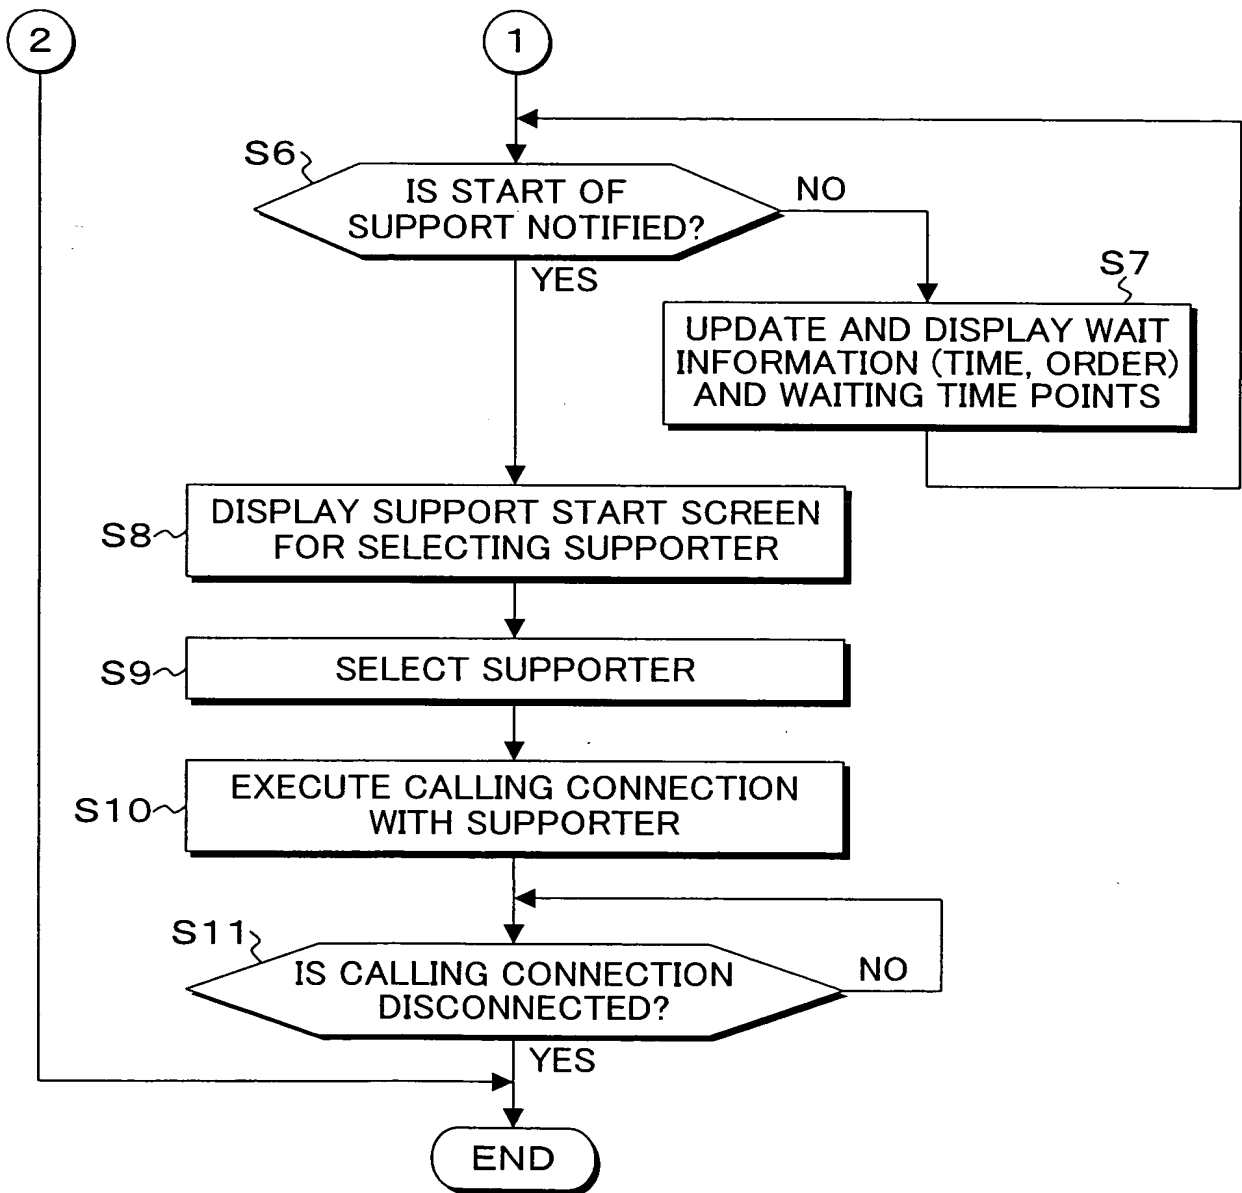 2
1
S6
IS START OF
SUPPORT NOTIFIED?
NO
YES
S7
UPDATE AND DISPLAY WAIT
INFORMATION (TIME, ORDER)
AND WAITING TIME POINTS
S8
DISPLAY SUPPORT START SCREEN
FOR SELECTING SUPPORTER
S9
SELECT SUPPORTER
S10
EXECUTE CALLING CONNECTION
WITH SUPPORTER
S11
IS CALLING CONNECTION
DISCONNECTED?
NO
YES
END